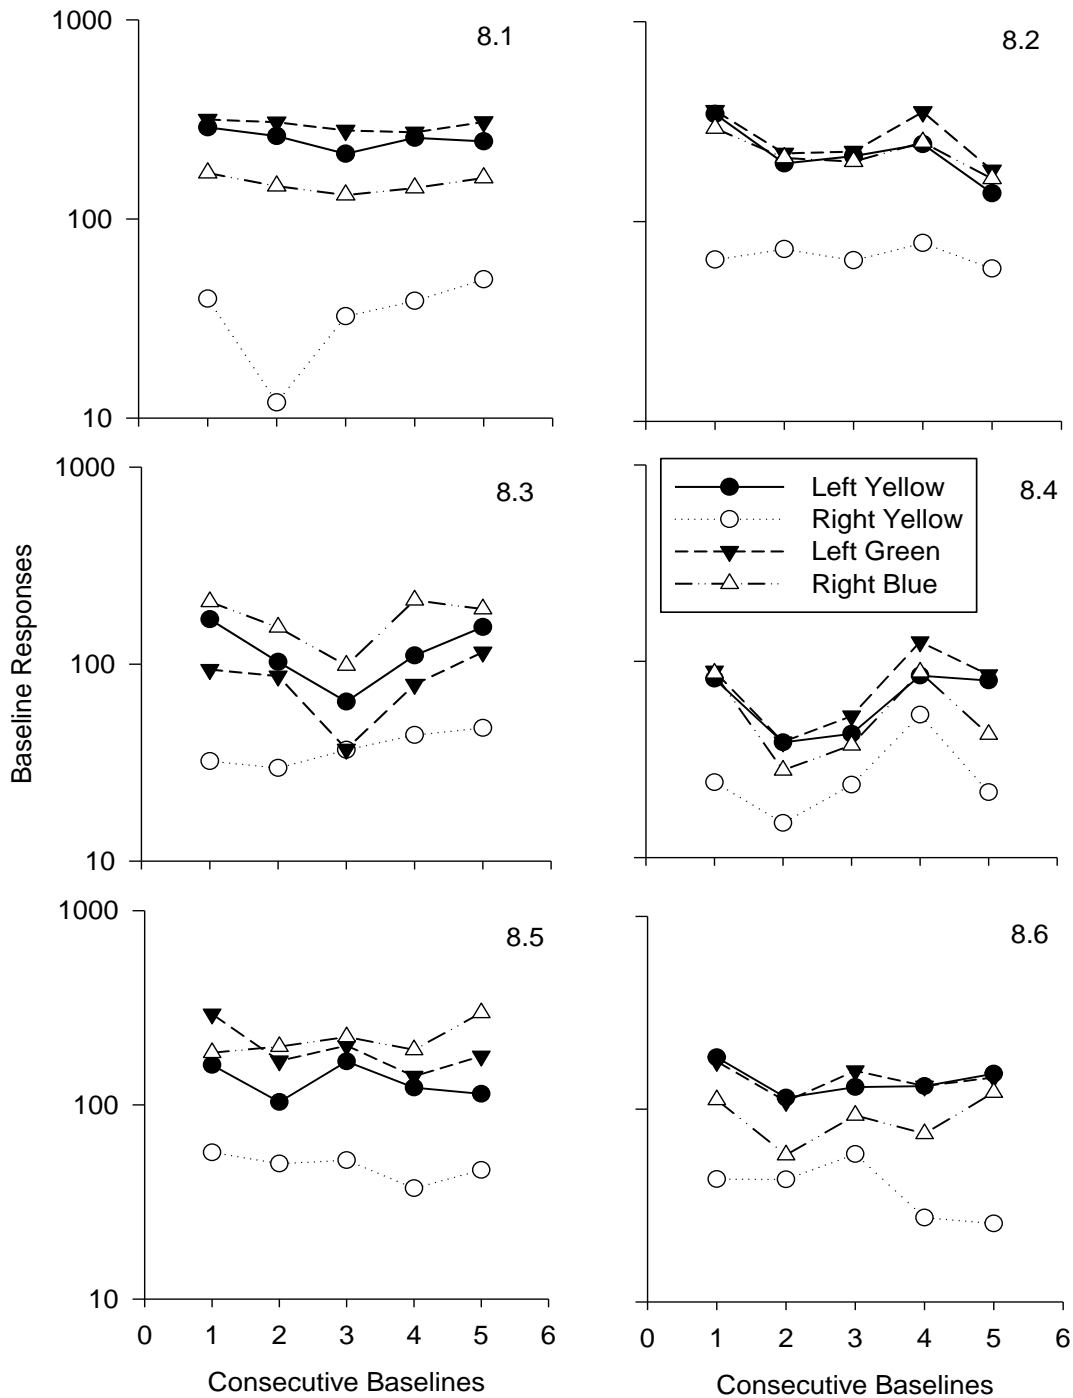 1000
8.1
100
10
8.2
1000
8.3
Baseline Responses
100
10
Left Yellow
Right Yellow
Left Green
Right Blue
8.4
1000
8.5
100
10
0 1 2 3 4 5 6
Consecutive Baselines
8.6
0 1 2 3 4 5 6
Consecutive Baselines